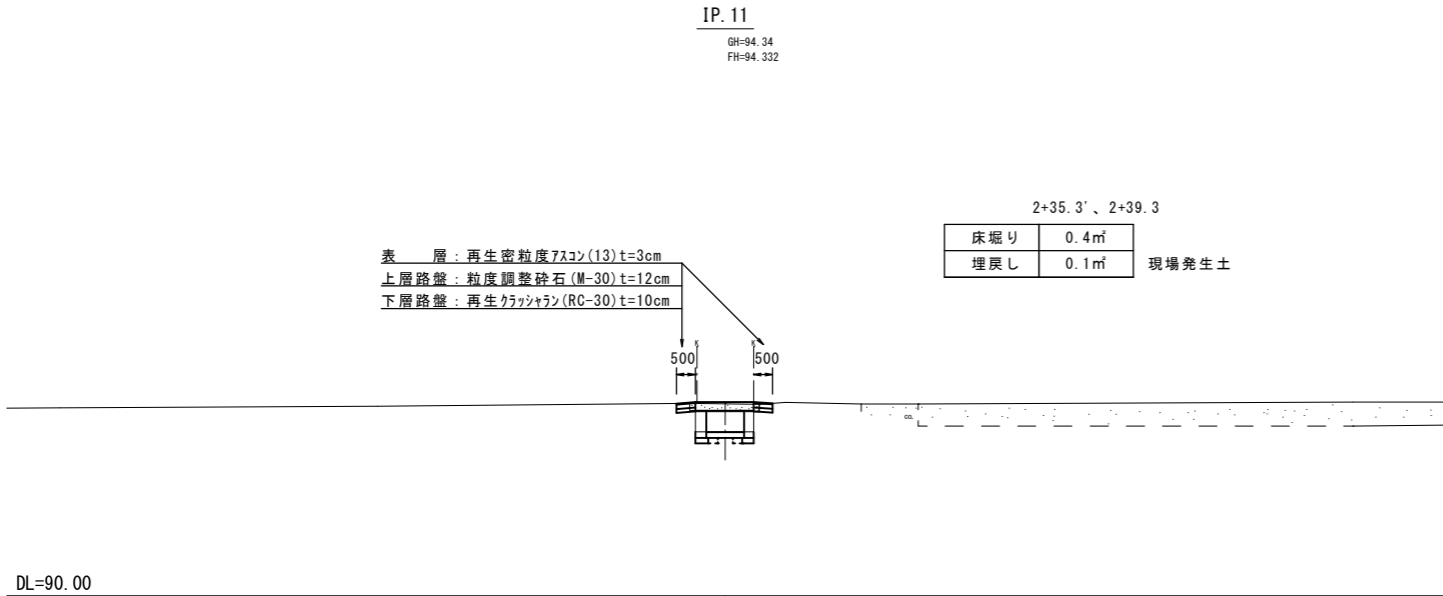 IP.11
GH=94.34
FH=94.332
2+35.3'、2+39.3
床堀り 0.4㎡
埋戻し 0.1㎡ 現場発生土
表　　層：再生密粒度ｱｽｺﾝ(13)t=3cm
上層路盤：粒度調整砕石(M-30)t=12cm
下層路盤：再生ｸﾗｯｼｬﾗﾝ(RC-30)t=10cm
500 500
DL=90.00